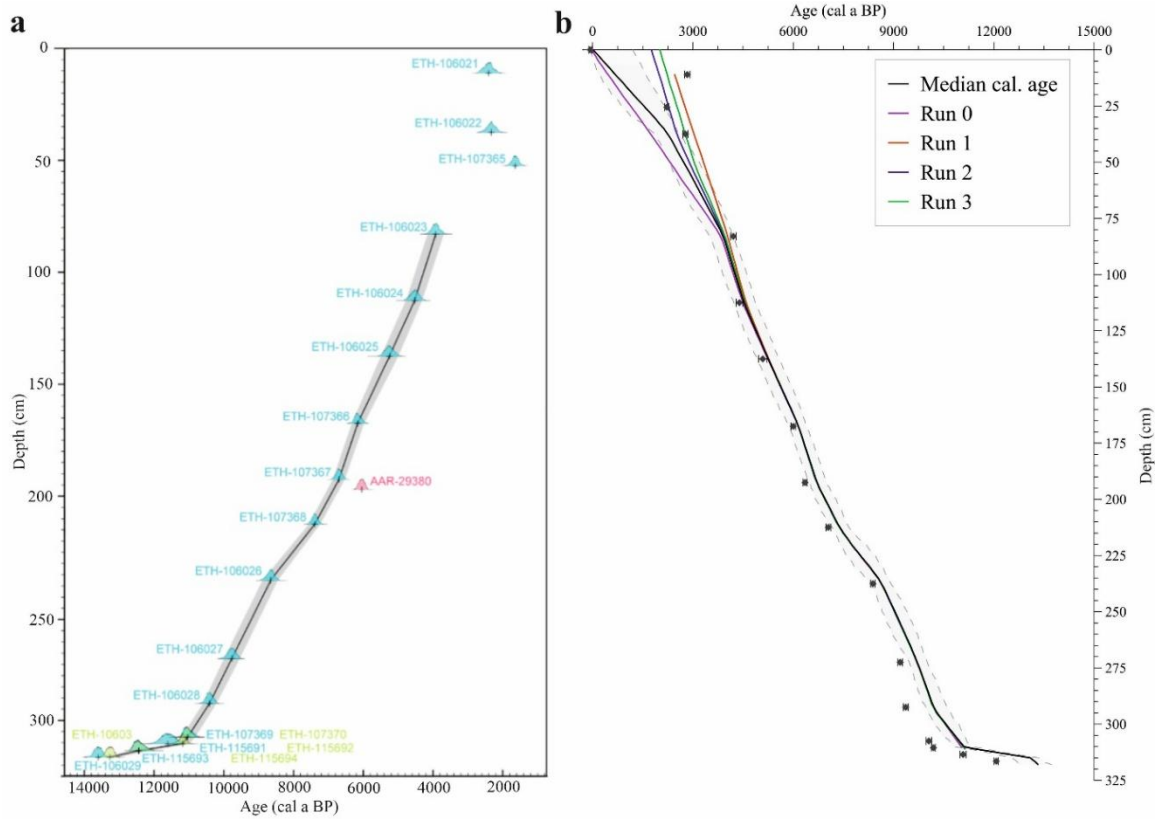 a
0
50
100
150
200
250
300
Depth (cm)
14000 12000 10000 8000 6000 4000
Age (cal a BP)
ETH-106021
ETH-106022
ETH-107365
ETH-106023
ETH-106024
ETH-106025
ETH-107366
ETH-107367
AAR-29380
ETH-107368
ETH-106026
ETH-106027
ETH-106028
ETH-10603 ETH-107369 ETH-107370
ETH-115691 ETH-115692
ETH-115693 ETH-115694
ETH-106029
b
Age (cal a BP)
0 3000 6000 9000 12000 15000
Median cal. age
Run 0
Run 1
Run 2
Run 3
0
25
50
75
100
125
150
175
200
225
250
275
300
325
Depth (cm)